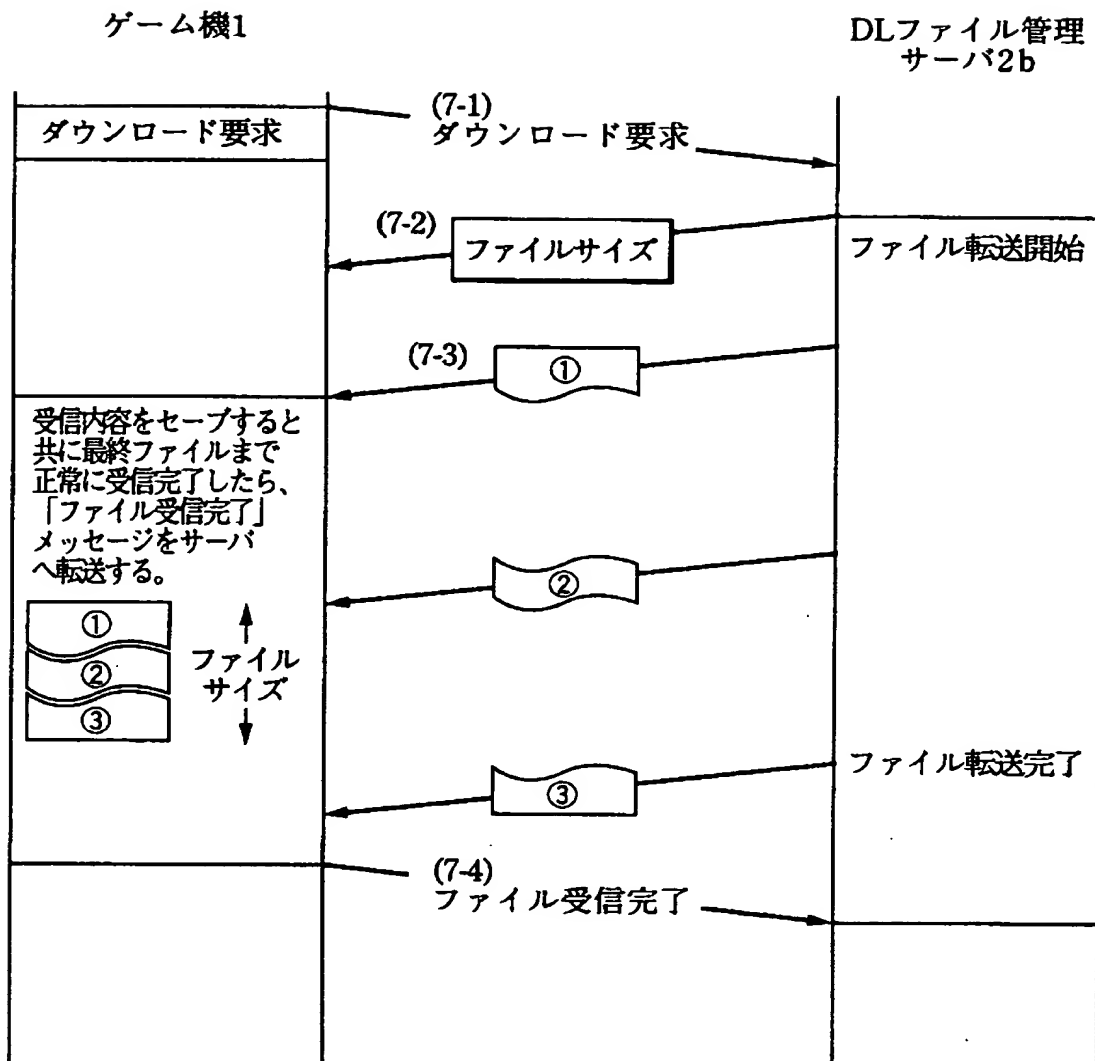 ゲーム機1
DLファイル管理
サーバ2b
(7-1)
ダウンロード要求
ダウンロード要求
(7-2)
ファイルサイズ
ファイル転送開始
(7-3)
①
受信内容をセーブすると
共に最終ファイルまで
正常に受信完了したら、
「ファイル受信完了」
メッセージをサーバ
へ転送する。
②
①
②
③
ファイル
サイズ
③
ファイル転送完了
(7-4)
ファイル受信完了